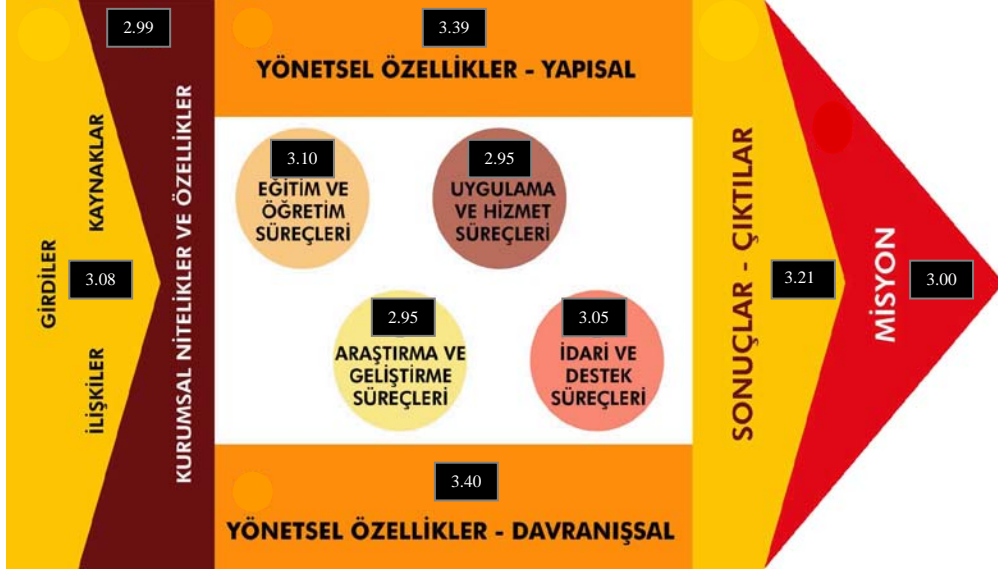 2.99
3.39
YÖNETSEL ÖZELLİKLER - YAPISAL
GİRDİLER
KAYNAKLAR
İLİŞKİLER
3.08
KURUMSAL NİTELİKLER VE ÖZELLİKLER
3.10
EĞİTİM VE
ÖĞRETİM
SÜREÇLERİ
2.95
UYGULAMA
VE HİZMET
SÜREÇLERİ
2.95
ARAŞTIRMA VE
GELİŞTİRME
SÜREÇLERİ
3.05
İDARİ VE
DESTEK
SÜREÇLERİ
SONUÇLAR - ÇIKTILAR
3.21
MİSYON
3.00
3.40
YÖNETSEL ÖZELLİKLER - DAVRANIŞSAL